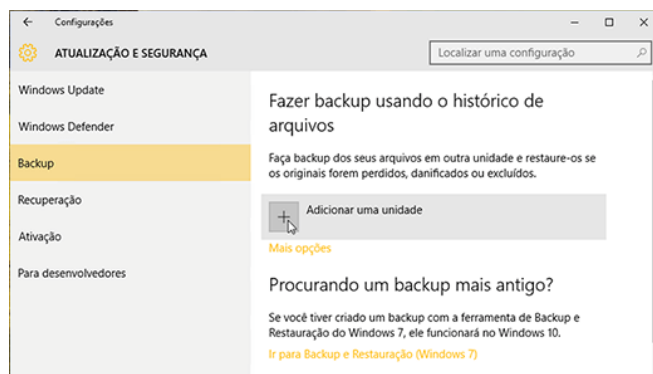 Configurações
ATUALIZAÇÃO E SEGURANÇA
Localizar uma configuração
Windows Update
Windows Defender
Backup
Recuperação
Ativação
Para desenvolvedores
Fazer backup usando o histórico de
arquivos
Faça backup dos seus arquivos em outra unidade e restaure-os se
os originais forem perdidos, danificados ou excluídos.
Adicionar uma unidade
Mais opções
Procurando um backup mais antigo?
Se você tiver criado um backup com a ferramenta de Backup e
Restauração do Windows 7, ele funcionará no Windows 10.
Ir para Backup e Restauração (Windows 7)